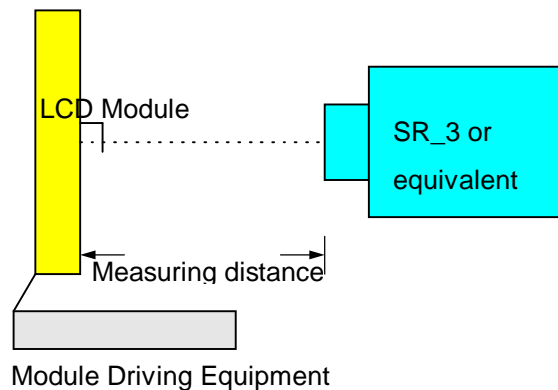 LCD Module
SR_3 or
equivalent
Measuring distance
Module Driving Equipment